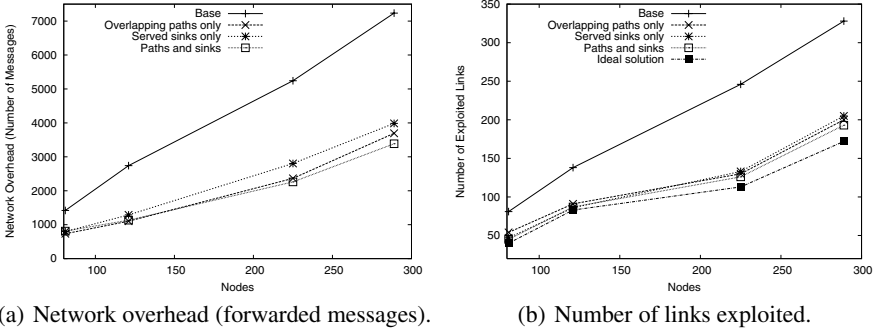 Network Overhead (Number of Messages)
7000
6000
5000
4000
3000
2000
1000
0
Base
Overlapping paths only
Served sinks only
Paths and sinks
100 150 200 250 300
Nodes
(a) Network overhead (forwarded messages).
Number of Exploited Links
350
300
250
200
150
100
50
Base
Overlapping paths only
Served sinks only
Paths and sinks
Ideal solution
100 150 200 250 300
Nodes
(b) Number of links exploited.